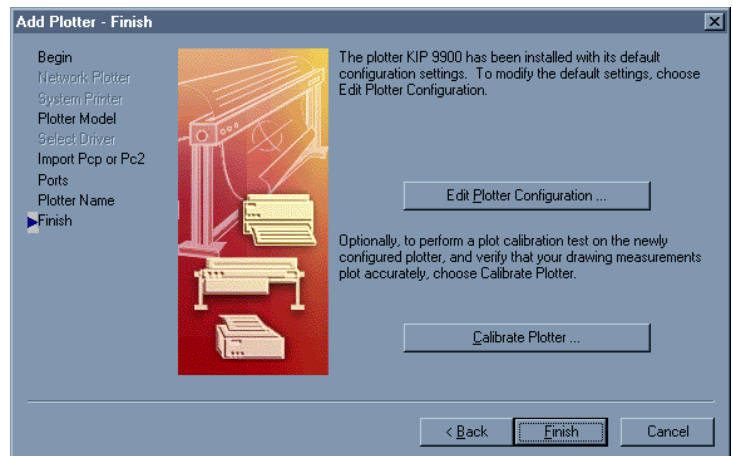 Add Plotter - Finish
Begin
Network Plotter
System Printer
Plotter Model
Select Driver
Import Pcp or Pc2
Ports
Plotter Name
Finish
The plotter KIP 9900 has been installed with its default
configuration settings. To modify the default settings, choose
Edit Plotter Configuration.
Edit Plotter Configuration ...
Optionally, to perform a plot calibration test on the newly
configured plotter, and verify that your drawing measurements
plot accurately, choose Calibrate Plotter.
Calibrate Plotter ...
< Back
Finish
Cancel